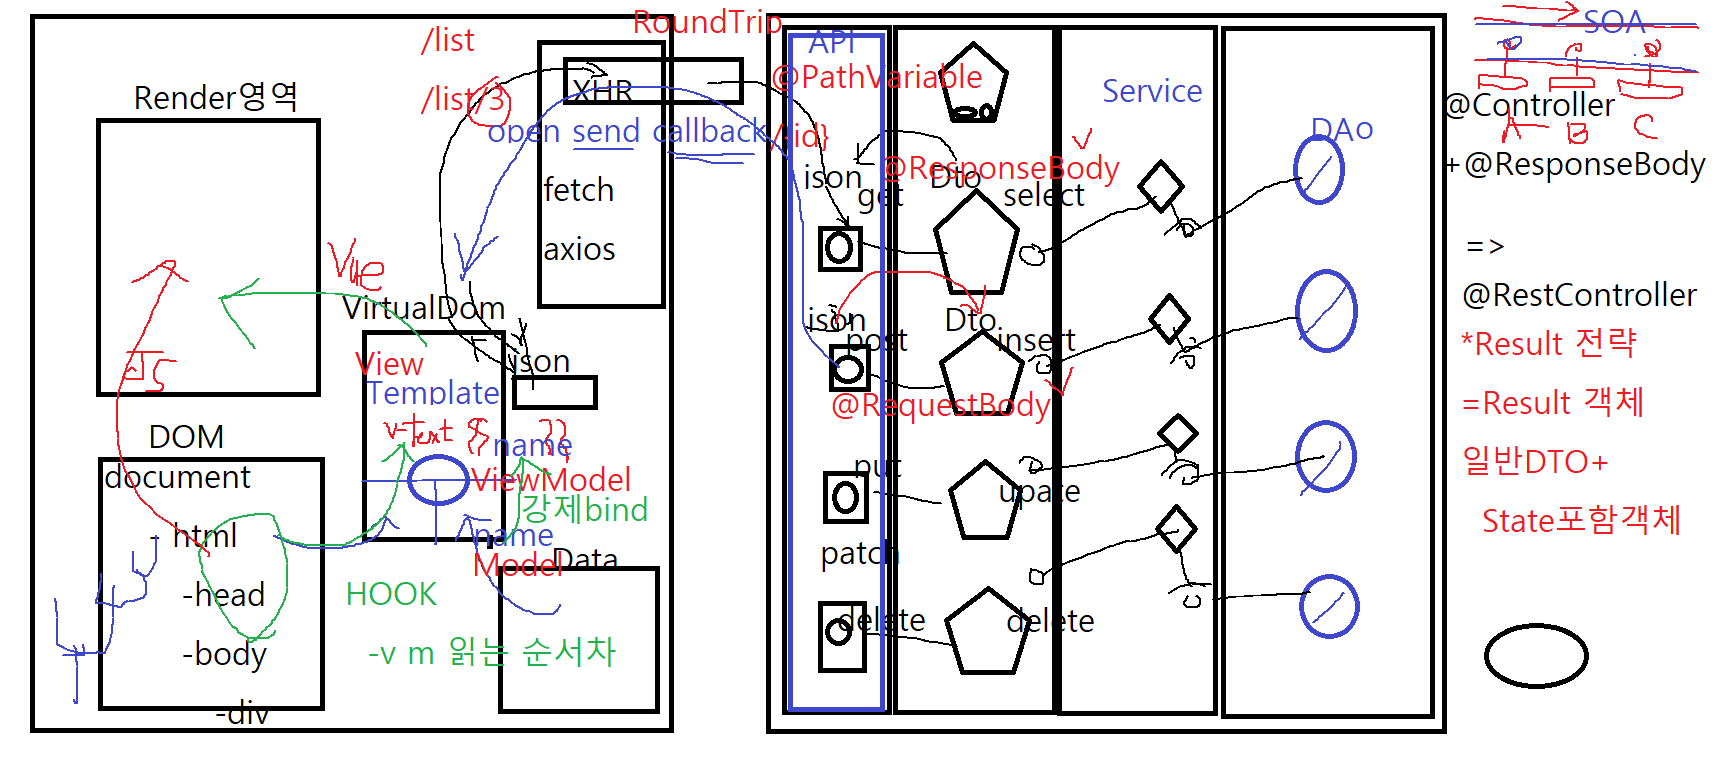 RoundTrip
/list
/list/3
Render영역
XHR
open send callback
fetch
axios
Vue
VirtualDom
View
Template
json
JS
v-text {{ name }}
ViewModel
강제bind
name
Model
Data
DOM
document
- html
-head
-body
-div
HOOK
-v m 읽는 순서차
API
@PathVariable
/{id}
json
get
Dto
@ResponseBody
select
json
post
Dto
insert
@RequestBody
put
upate
patch
delete
delete
Service
DAo
SOA
A B C
@Controller
+@ResponseBody
=>
@RestController
*Result 전략
=Result 객체
일반DTO+
State포함객체